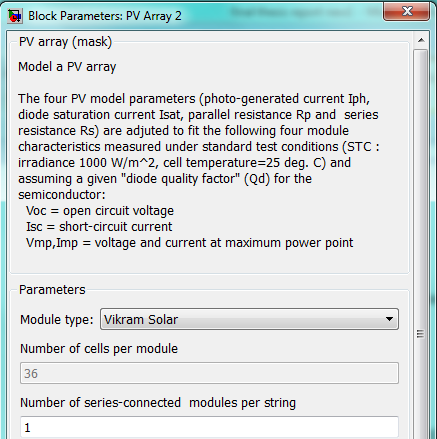 Block Parameters: PV Array 2
PV array (mask)
Model a PV array
The four PV model parameters (photo-generated current Iph,
diode saturation current Isat, parallel resistance Rp and series
resistance Rs) are adjuted to fit the following four module
characteristics measured under standard test conditions (STC :
irradiance 1000 W/m^2, cell temperature=25 deg. C) and
assuming a given "diode quality factor" (Qd) for the
semiconductor:
Voc = open circuit voltage
Isc = short-circuit current
Vmp,Imp = voltage and current at maximum power point
Parameters
Module type: Vikram Solar
Number of cells per module
36
Number of series-connected modules per string
1